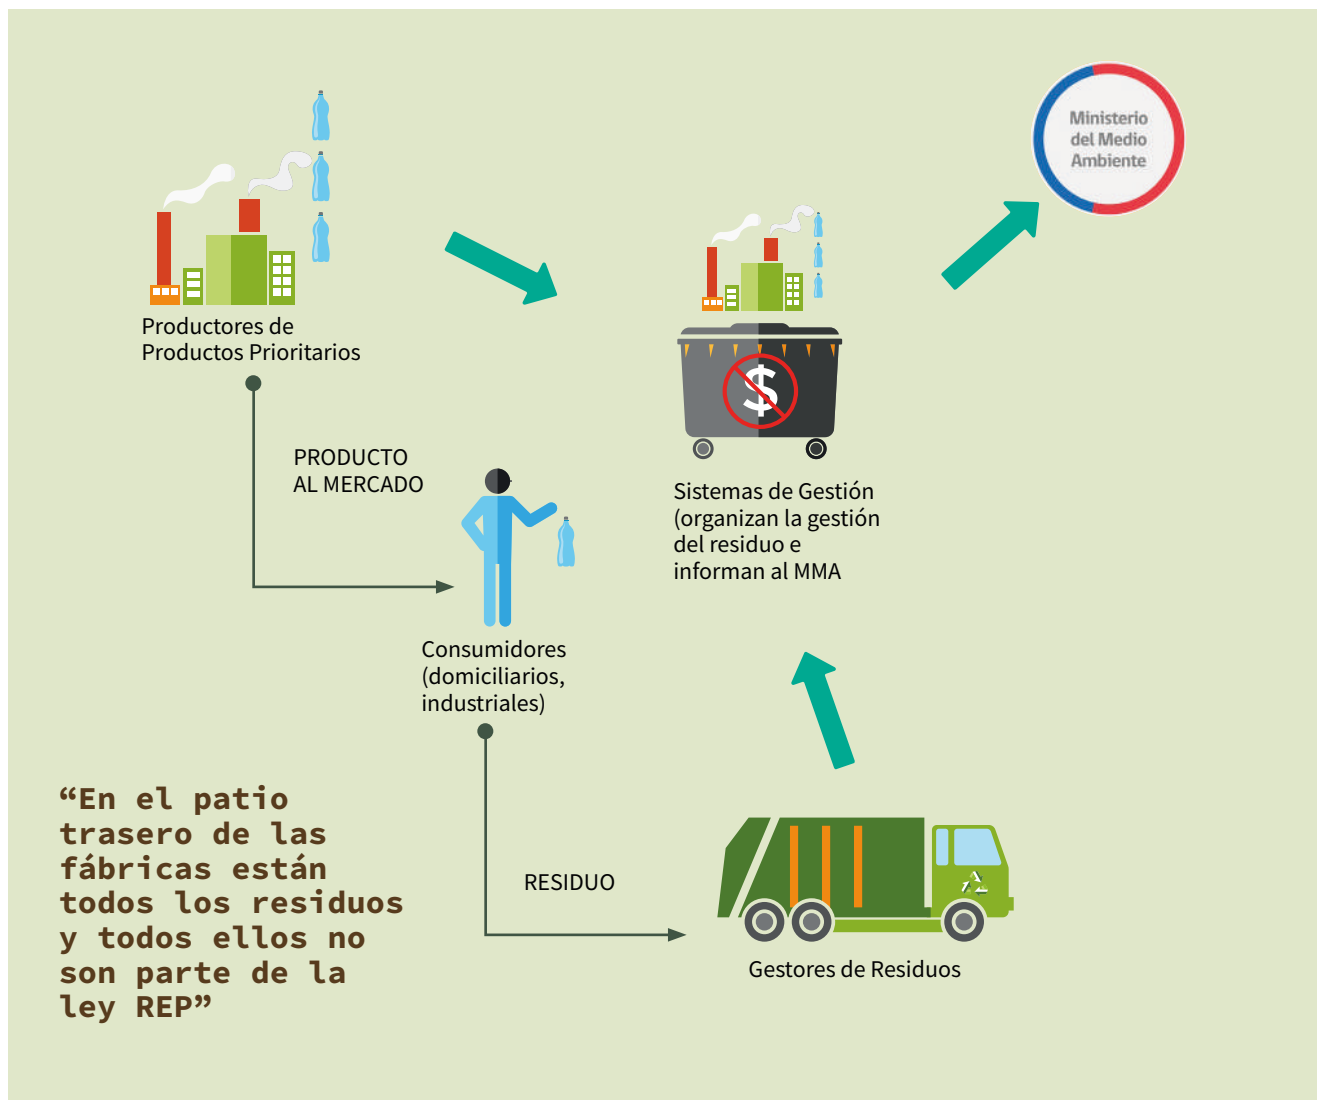 Ministerio
del Medio
Ambiente
Productores de
Productos Prioritarios
PRODUCTO
AL MERCADO
$
Sistemas de Gestión
(organizan la gestión
del residuo e
informan al MMA
Consumidores
(domiciliarios,
industriales)
“En el patio
trasero de las
fábricas están
todos los residuos
y todos ellos no
son parte de la
ley REP”
RESIDUO
Gestores de Residuos